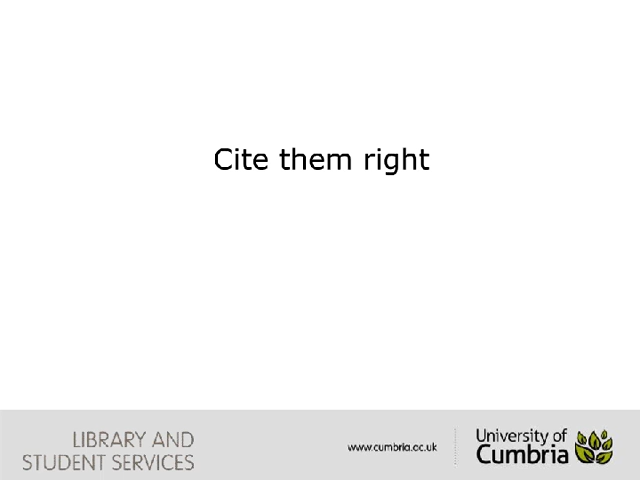 Cite them right
LIBRARY AND
STUDENT SERVICES
www.cumbria.ac.uk
University of
Cumbria